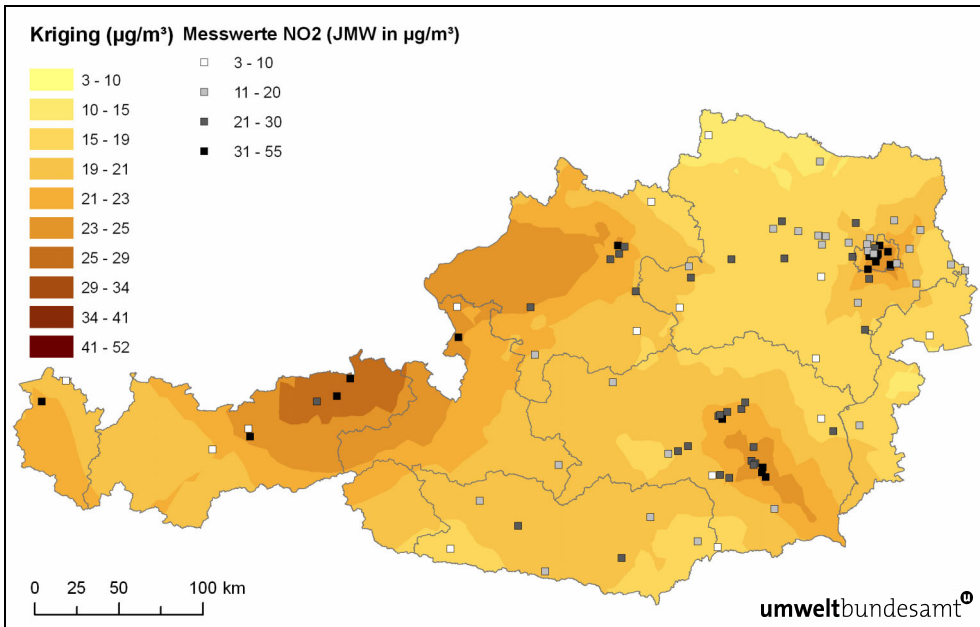 Kriging (µg/m³)
3 - 10
10 - 15
15 - 19
19 - 21
21 - 23
23 - 25
25 - 29
29 - 34
34 - 41
41 - 52
Messwerte NO2 (JMW in µg/m³)
3 - 10
11 - 20
21 - 30
31 - 55
0 25 50 100 km
umweltbundesamt u